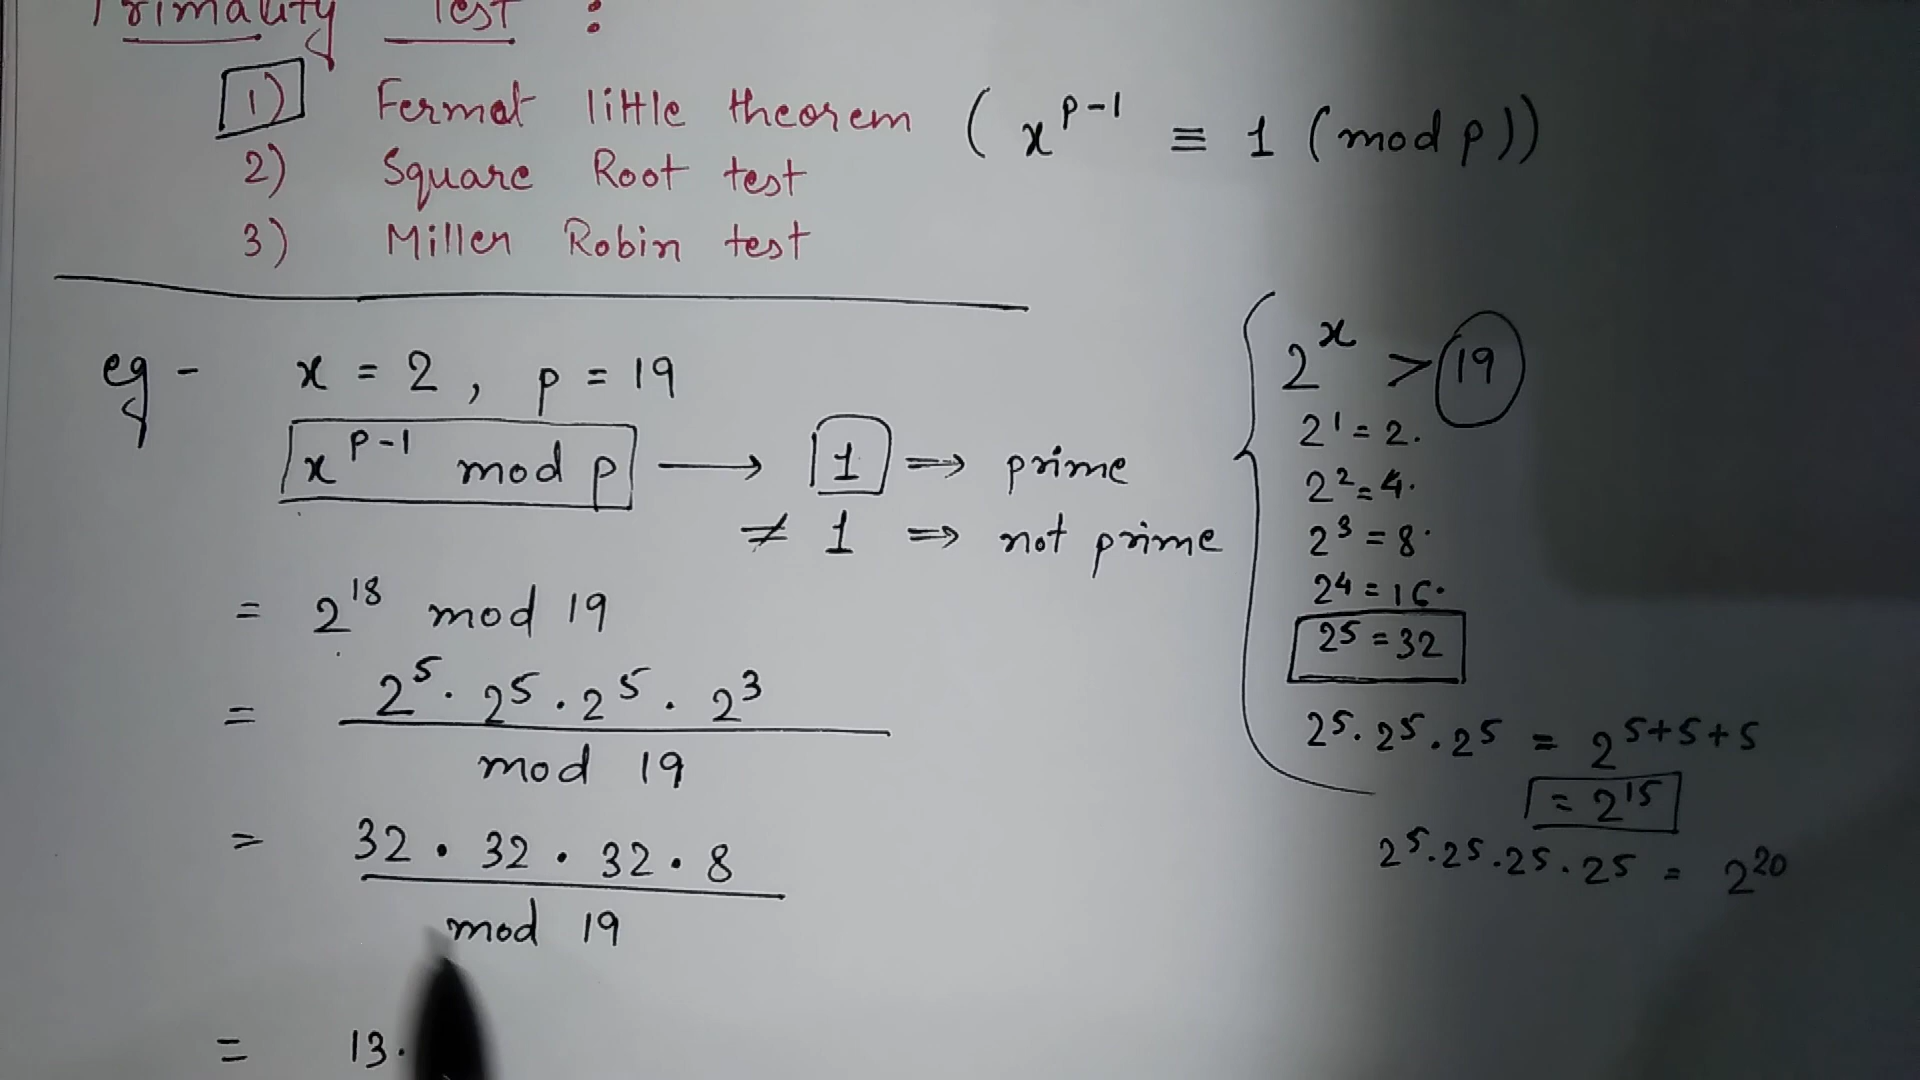 Primality Test :
1) Fermat little theorem ( x^p-1 ≡ 1 (mod p))
2) Square Root test
3) Miller Robin test
eg - x = 2 , p = 19
x^p-1 mod p → 1 ⇒ prime
≠ 1 ⇒ not prime
= 2^18 mod 19
= 2^5 . 2^5 . 2^5 . 2^3
mod 19
= 32 . 32 . 32 . 8
mod 19
= 13 .
2^x > 19
2^1 = 2.
2^2 = 4.
2^3 = 8.
2^4 = 16.
2^5 = 32
2^5 . 2^5 . 2^5 = 2^5+5+5
= 2^15
2^5 . 2^5 . 2^5 . 2^5 = 2^20